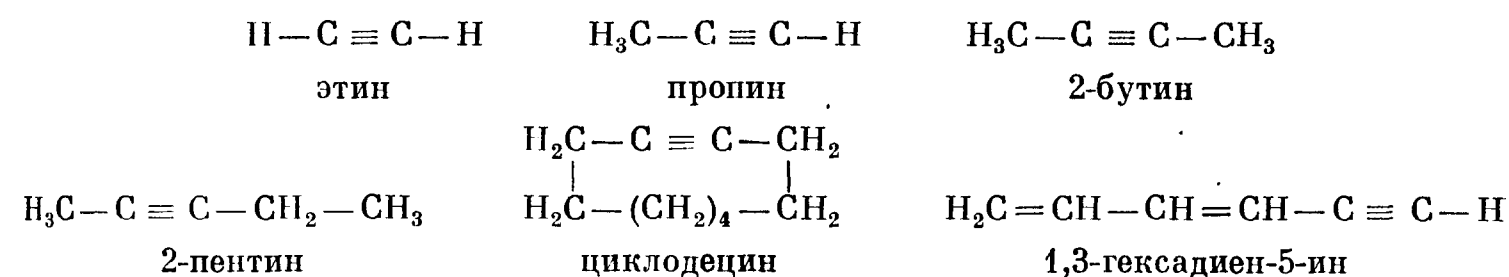 H—C≡C—H H₃C—C≡C—H H₃C—C≡C—CH₃
этин пропин 2-бутин
H₂C—C≡C—CH₂
H₃C—C≡C—CH₂—CH₃ H₂C—(CH₂)₄—CH₂ H₂C=CH—CH=CH—C≡C—H
2-пентин циклодецин 1,3-гексадиен-5-ин